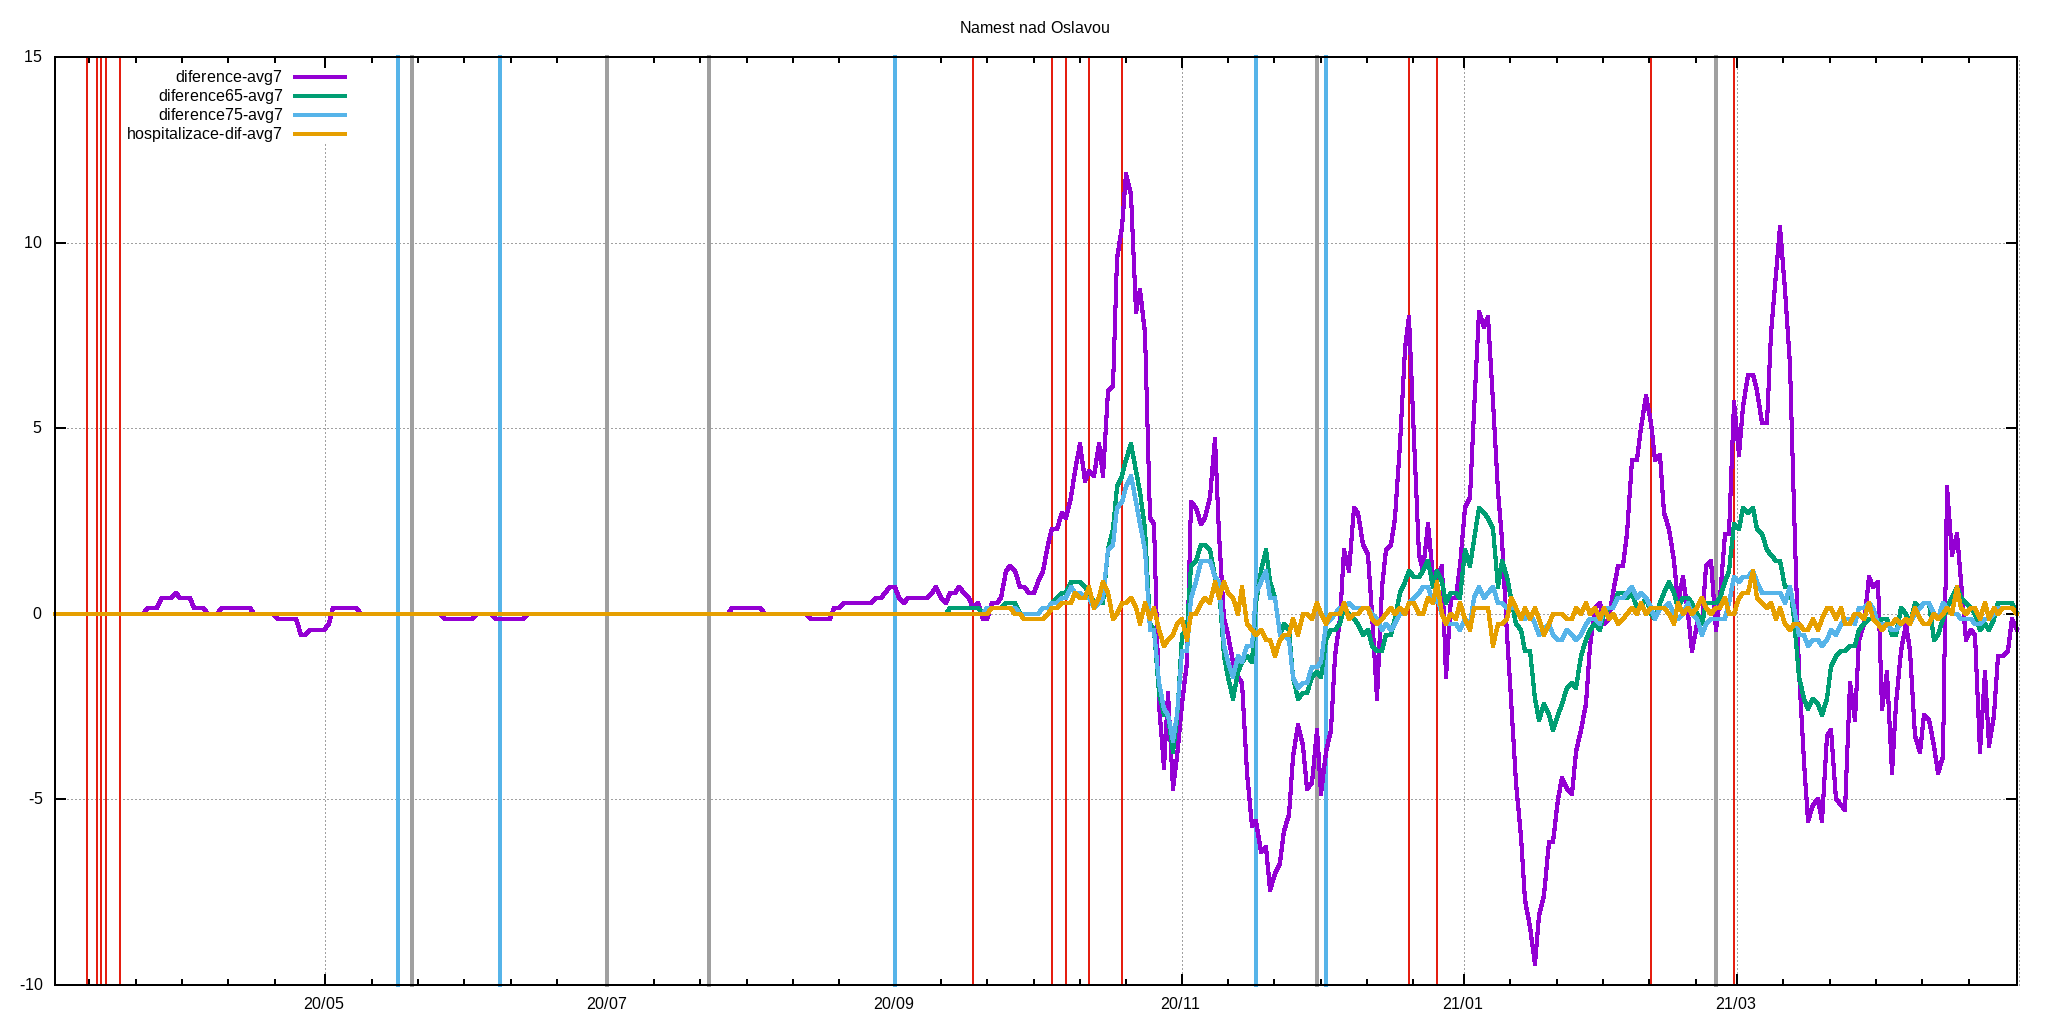 Namest nad Oslavou
diference-avg7
diference65-avg7
diference75-avg7
hospitalizace-dif-avg7
15
10
5
0
-5
-10
20/05 20/07 20/09 20/11 21/01 21/03